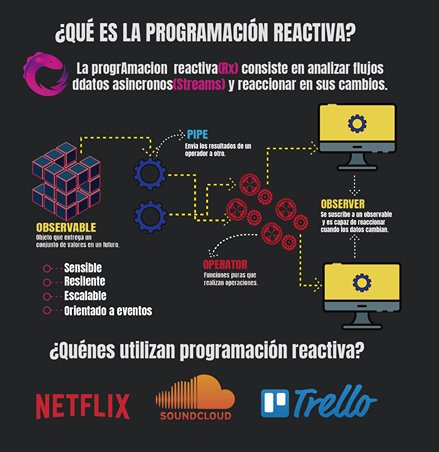 ¿QUÉ ES LA PROGRAMACIÓN REACTIVA?
La progrAmacion reactiva(Rx) consiste en analizar flujos
ddatos asincronos(Streams) y reaccionar en sus cambios.
PIPE
Envia los resultados de un
operador a otro.
OBSERVABLE
Objeto que entrega un
conjunto de valores en un futuro.
OBSERVER
Se suscribe a un observable
y es capaz de reaccionar
cuando los datos cambian.
OPERATOR
Funciones puras que
realizan operaciones.
Sensible
Resilente
Escalable
Orientado a eventos
¿Quénes utilizan programación reactiva?
NETFLIX
SOUNDCLOUD
Trello